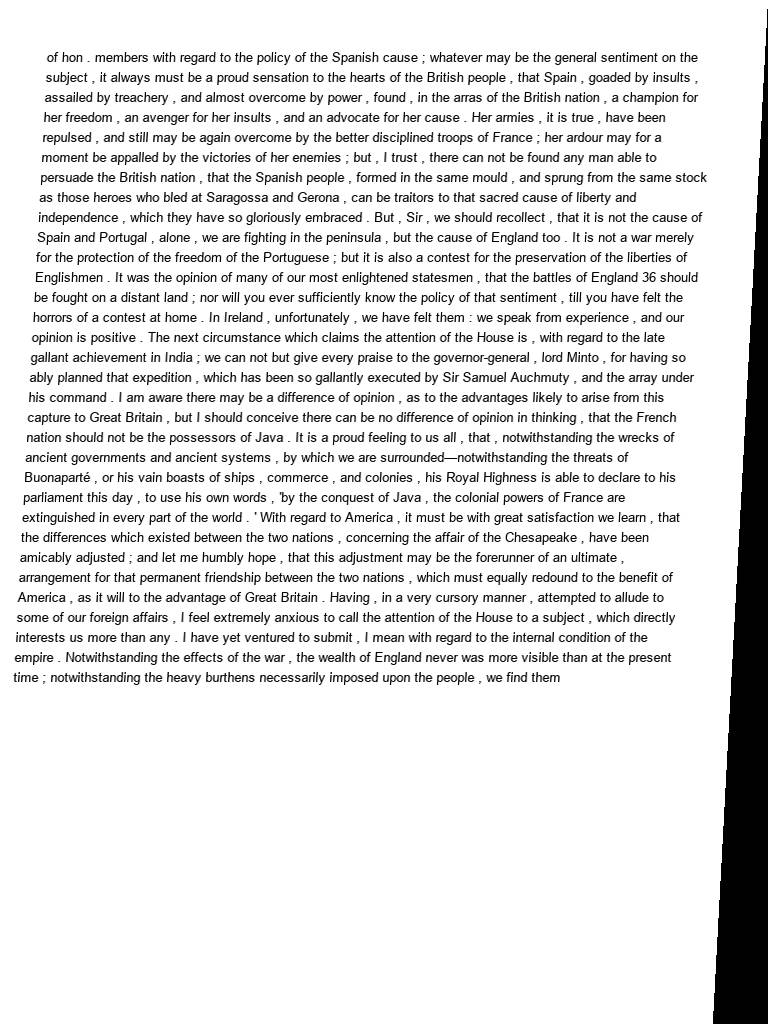 of hon . members with regard to the policy of the Spanish cause ; whatever may be the general sentiment on the
subject , it always must be a proud sensation to the hearts of the British people , that Spain , goaded by insults ,
assailed by treachery , and almost overcome by power , found , in the arras of the British nation , a champion for
her freedom , an avenger for her insults , and an advocate for her cause . Her armies , it is true , have been
repulsed , and still may be again overcome by the better disciplined troops of France ; her ardour may for a
moment be appalled by the victories of her enemies ; but , I trust , there can not be found any man able to
persuade the British nation , that the Spanish people , formed in the same mould , and sprung from the same stock
as those heroes who bled at Saragossa and Gerona , can be traitors to that sacred cause of liberty and
independence , which they have so gloriously embraced . But , Sir , we should recollect , that it is not the cause of
Spain and Portugal , alone , we are fighting in the peninsula , but the cause of England too . It is not a war merely
for the protection of the freedom of the Portuguese ; but it is also a contest for the preservation of the liberties of
Englishmen . It was the opinion of many of our most enlightened statesmen , that the battles of England 36 should
be fought on a distant land ; nor will you ever sufficiently know the policy of that sentiment , till you have felt the
horrors of a contest at home . In Ireland , unfortunately , we have felt them : we speak from experience , and our
opinion is positive . The next circumstance which claims the attention of the House is , with regard to the late
gallant achievement in India ; we can not but give every praise to the governor-general , lord Minto , for having so
ably planned that expedition , which has been so gallantly executed by Sir Samuel Auchmuty , and the array under
his command . I am aware there may be a difference of opinion , as to the advantages likely to arise from this
capture to Great Britain , but I should conceive there can be no difference of opinion in thinking , that the French
nation should not be the possessors of Java . It is a proud feeling to us all , that , notwithstanding the wrecks of
ancient governments and ancient systems , by which we are surrounded—notwithstanding the threats of
Buonaparté , or his vain boasts of ships , commerce , and colonies , his Royal Highness is able to declare to his
parliament this day , to use his own words , 'by the conquest of Java , the colonial powers of France are
extinguished in every part of the world . ' With regard to America , it must be with great satisfaction we learn , that
the differences which existed between the two nations , concerning the affair of the Chesapeake , have been
amicably adjusted ; and let me humbly hope , that this adjustment may be the forerunner of an ultimate ,
arrangement for that permanent friendship between the two nations , which must equally redound to the benefit of
America , as it will to the advantage of Great Britain . Having , in a very cursory manner , attempted to allude to
some of our foreign affairs , I feel extremely anxious to call the attention of the House to a subject , which directly
interests us more than any . I have yet ventured to submit , I mean with regard to the internal condition of the
empire . Notwithstanding the effects of the war , the wealth of England never was more visible than at the present
time ; notwithstanding the heavy burthens necessarily imposed upon the people , we find them